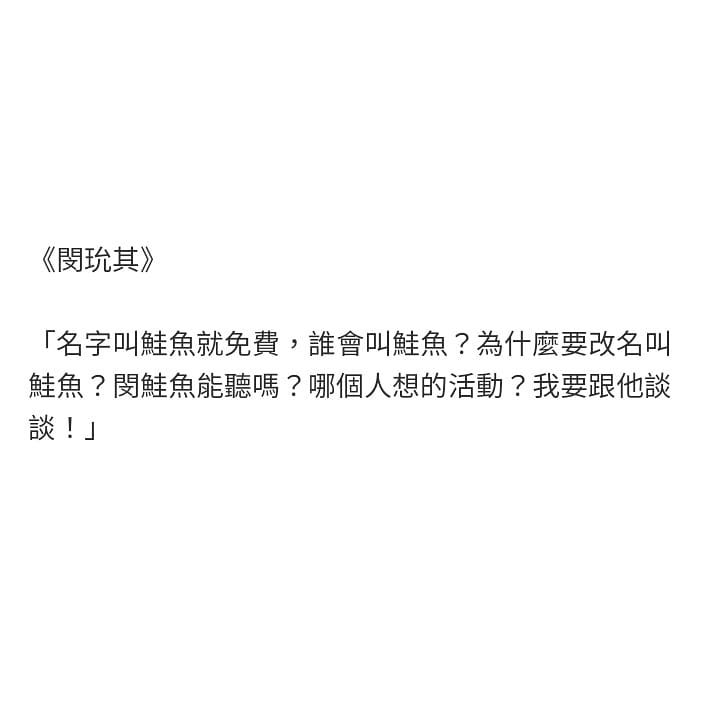 《閔玧其》
「名字叫鮭魚就免費，誰會叫鮭魚？為什麼要改名叫
鮭魚？閔鮭魚能聽嗎？哪個人想的活動？我要跟他談
談！」